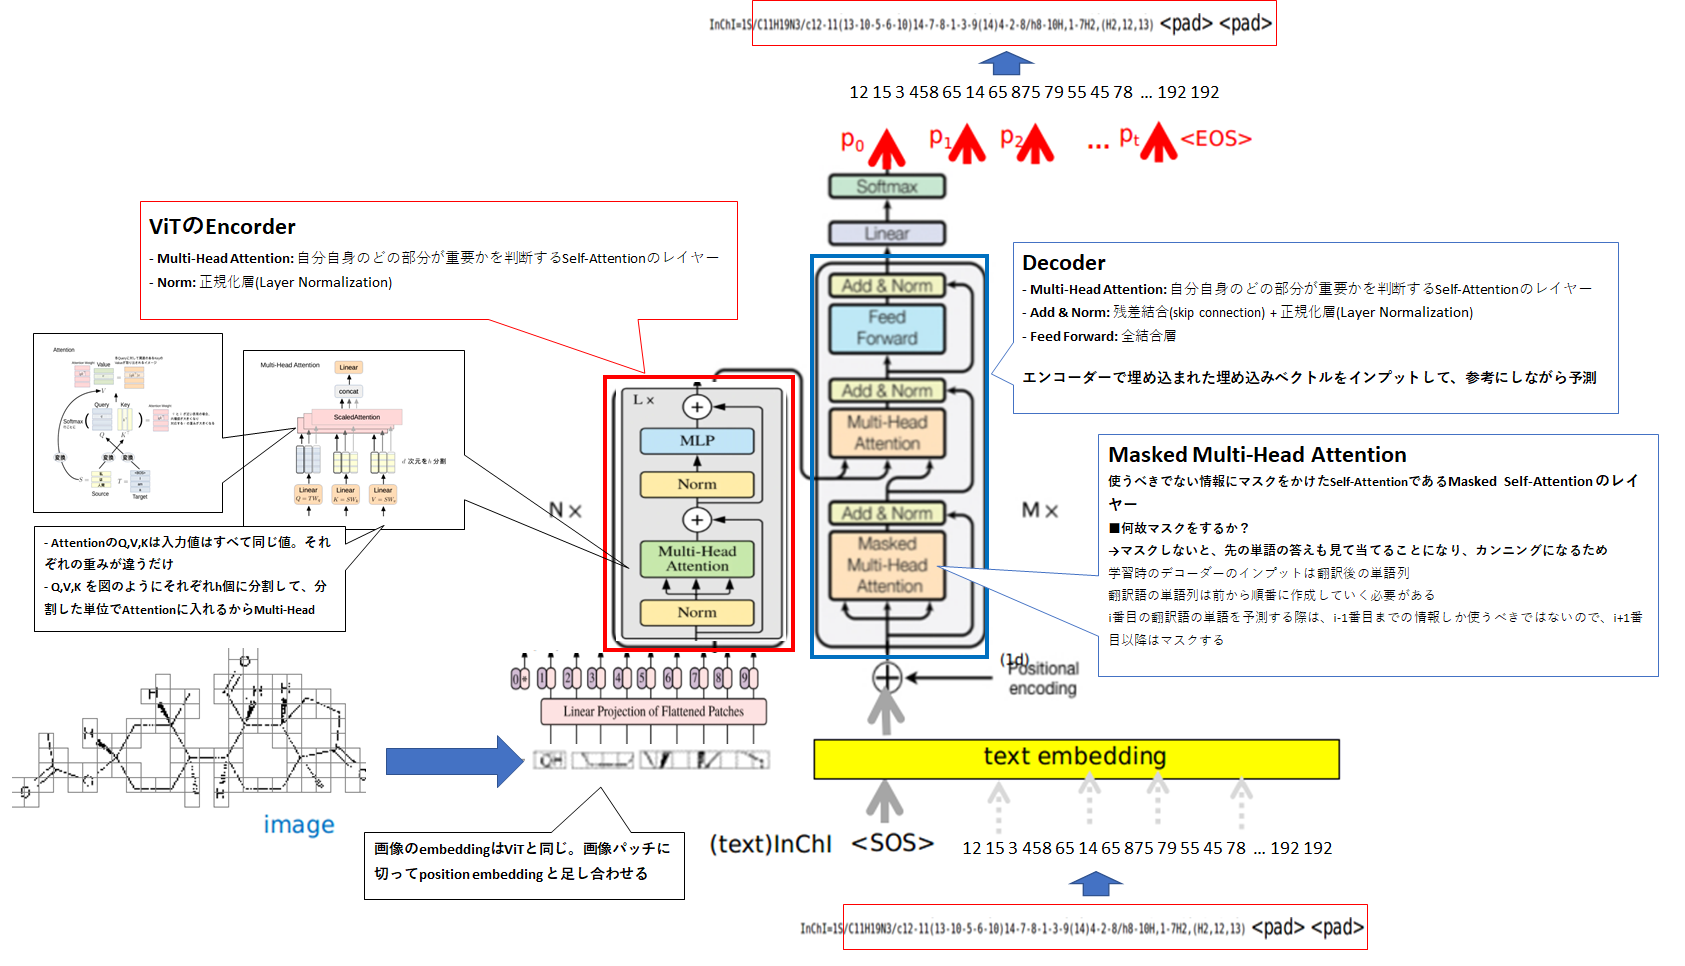 InChI=1S/C11H19N3/c12-11(13-10-5-6-10)14-7-8-1-3-9(14)4-2-8/h8-10H,1-7H2,(H2,12,13) <pad> <pad>
12 15 3 458 65 14 65 875 79 55 45 78 ... 192 192
p0 p1 p2 ... pt <EOS>
Softmax
Linear
ViTのEncorder
- Multi-Head Attention: 自分自身のどの部分が重要かを判断するSelf-Attentionのレイヤー
- Norm: 正規化層(Layer Normalization)
Decoder
- Multi-Head Attention: 自分自身のどの部分が重要かを判断するSelf-Attentionのレイヤー
- Add & Norm: 残差結合(skip connection) + 正規化層(Layer Normalization)
- Feed Forward: 全結合層
エンコーダーで埋め込まれた埋め込みベクトルをインプットして、参考にしながら予測
Add & Norm
Feed
Forward
Add & Norm
Multi-Head
Attention
Add & Norm
Masked
Multi-Head
Attention
M ×
Attention
Value
Query
Key
Softmax
変換
変換
変換
Source
Target
Multi-Head Attention
Linear
concat
ScaledAttention
d 次元をh 分割
Linear
Q = TWq
Linear
K = SWk
Linear
V = SWv
L ×
MLP
Norm
Multi-Head
Attention
Norm
N ×
- AttentionのQ,V,Kは入力値はすべて同じ値。それ
ぞれの重みが違うだけ
- Q,V,K を図のようにそれぞれh個に分割して、分
割した単位でAttentionに入れるからMulti-Head
Masked Multi-Head Attention
使うべきでない情報にマスクをかけたSelf-AttentionであるMasked Self-Attention のレイ
ヤー
■何故マスクをするか？
→マスクしないと、先の単語の答えも見て当てることになり、カンニングになるため
学習時のデコーダーのインプットは翻訳後の単語列
翻訳語の単語列は前から順番に作成していく必要がある
i番目の翻訳語の単語を予測する際は、i-1番目までの情報しか使うべきではないので、i+1番
目以降はマスクする
(1d)
Positional
encoding
0 * 1 2 3 4 5 6 7 8 9
Linear Projection of Flattened Patches
image
画像のembeddingはViTと同じ。画像パッチに
切ってposition embedding と足し合わせる
text embedding
(text)InChI <SOS>
12 15 3 458 65 14 65 875 79 55 45 78 ... 192 192
InChI=1S/C11H19N3/c12-11(13-10-5-6-10)14-7-8-1-3-9(14)4-2-8/h8-10H,1-7H2,(H2,12,13) <pad> <pad>